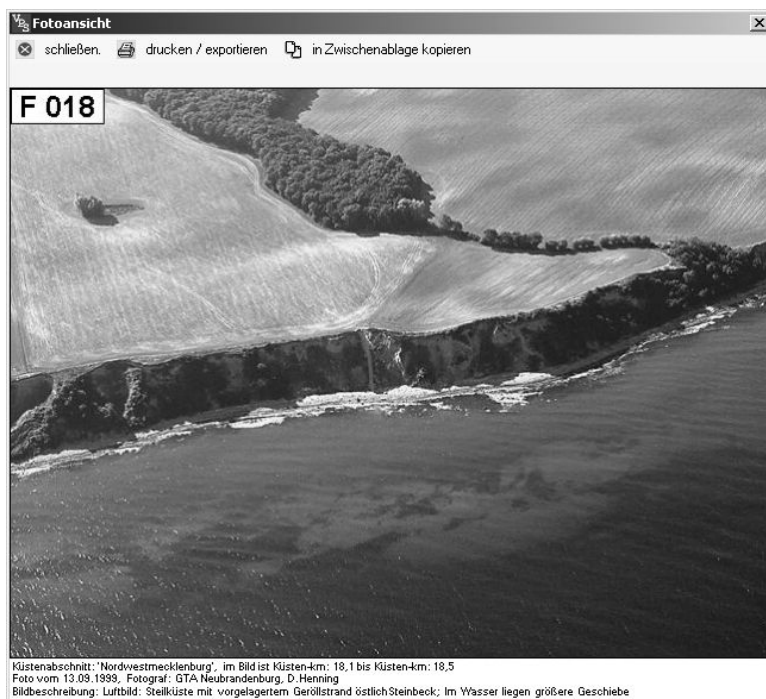 VPS Fotoansicht
schließen. drucken / exportieren in Zwischenablage kopieren
F 018
Küstenabschnitt: 'Nordwestmecklenburg', im Bild ist Küsten-km: 18,1 bis Küsten-km: 18,5
Foto vom 13.09.1999, Fotograf: GTA Neubrandenburg, D.Henning
Bildbeschreibung: Luftbild: Steilküste mit vorgelagertem Geröllstrand östlich Steinbeck; Im Wasser liegen größere Geschiebe